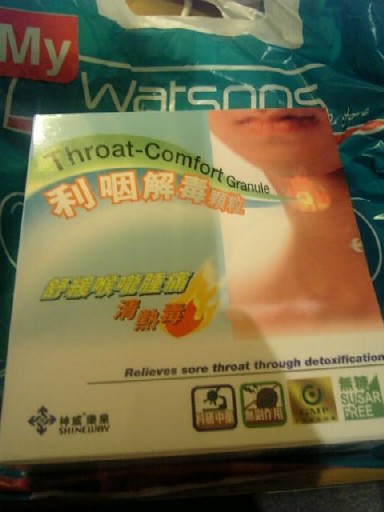 My
Watsons
Throat-Comfort Granule
利咽解毒顆粒
舒緩喉嚨腫痛
清熱毒
Relieves sore throat through detoxification
神威藥業
SHINEWAY
GMP
無糖
SUGAR
FREE